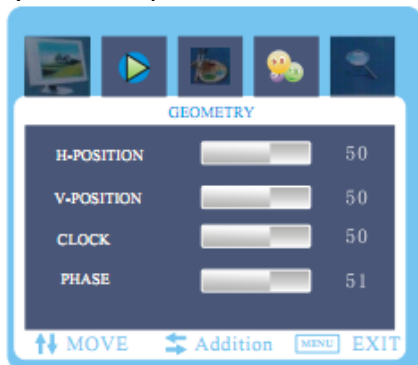 GEOMETRY
H-POSITION 50
V-POSITION 50
CLOCK 50
PHASE 51
MOVE Addition MENU EXIT